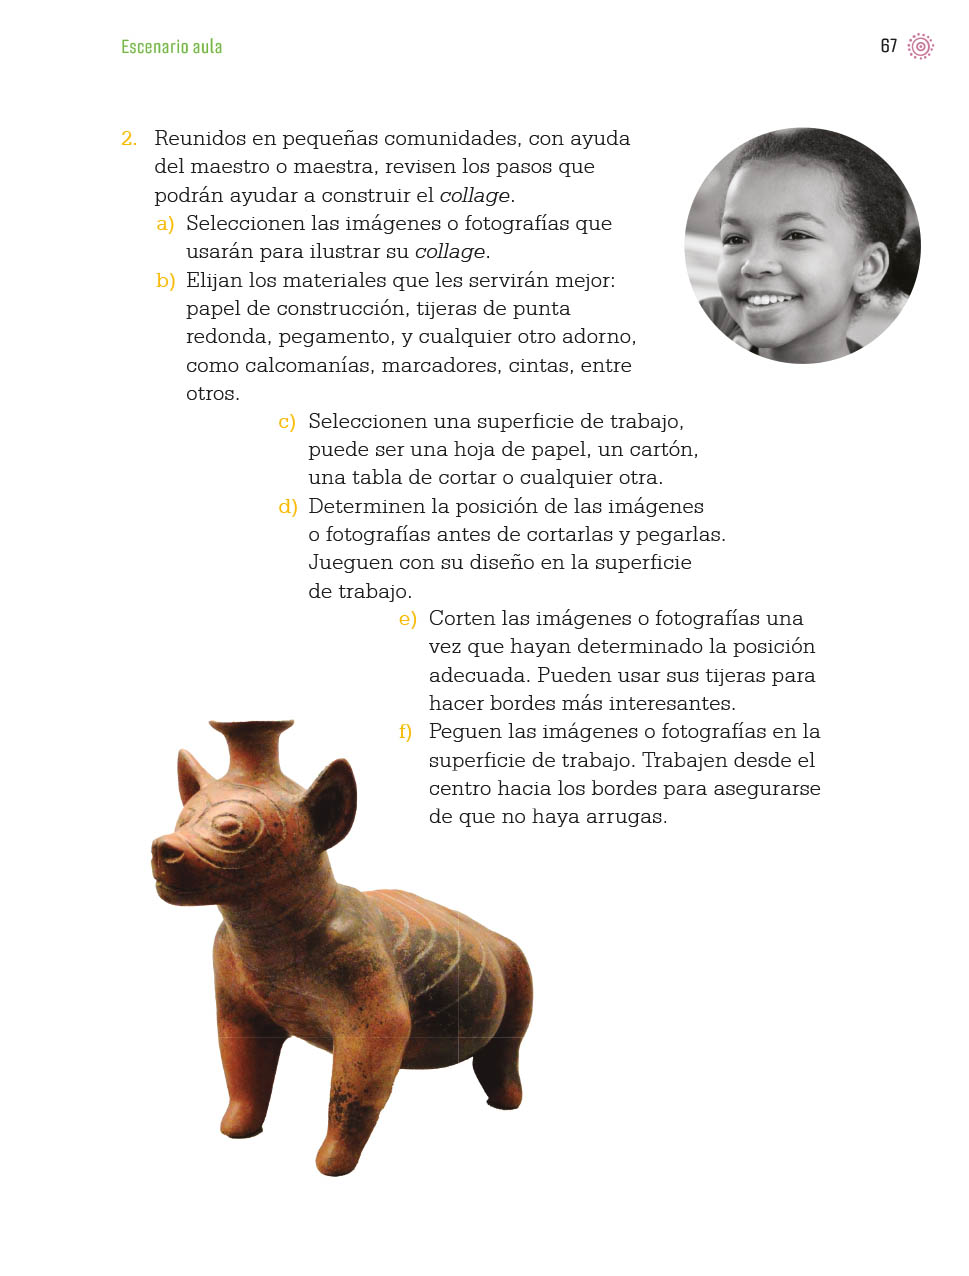 Escenario aula
67
2. Reunidos en pequeñas comunidades, con ayuda
del maestro o maestra, revisen los pasos que
podrán ayudar a construir el collage.
a) Seleccionen las imágenes o fotografías que
usarán para ilustrar su collage.
b) Elijan los materiales que les servirán mejor:
papel de construcción, tijeras de punta
redonda, pegamento, y cualquier otro adorno,
como calcomanías, marcadores, cintas, entre
otros.
c) Seleccionen una superficie de trabajo,
puede ser una hoja de papel, un cartón,
una tabla de cortar o cualquier otra.
d) Determinen la posición de las imágenes
o fotografías antes de cortarlas y pegarlas.
Jueguen con su diseño en la superficie
de trabajo.
e) Corten las imágenes o fotografías una
vez que hayan determinado la posición
adecuada. Pueden usar sus tijeras para
hacer bordes más interesantes.
f) Peguen las imágenes o fotografías en la
superficie de trabajo. Trabajen desde el
centro hacia los bordes para asegurarse
de que no haya arrugas.